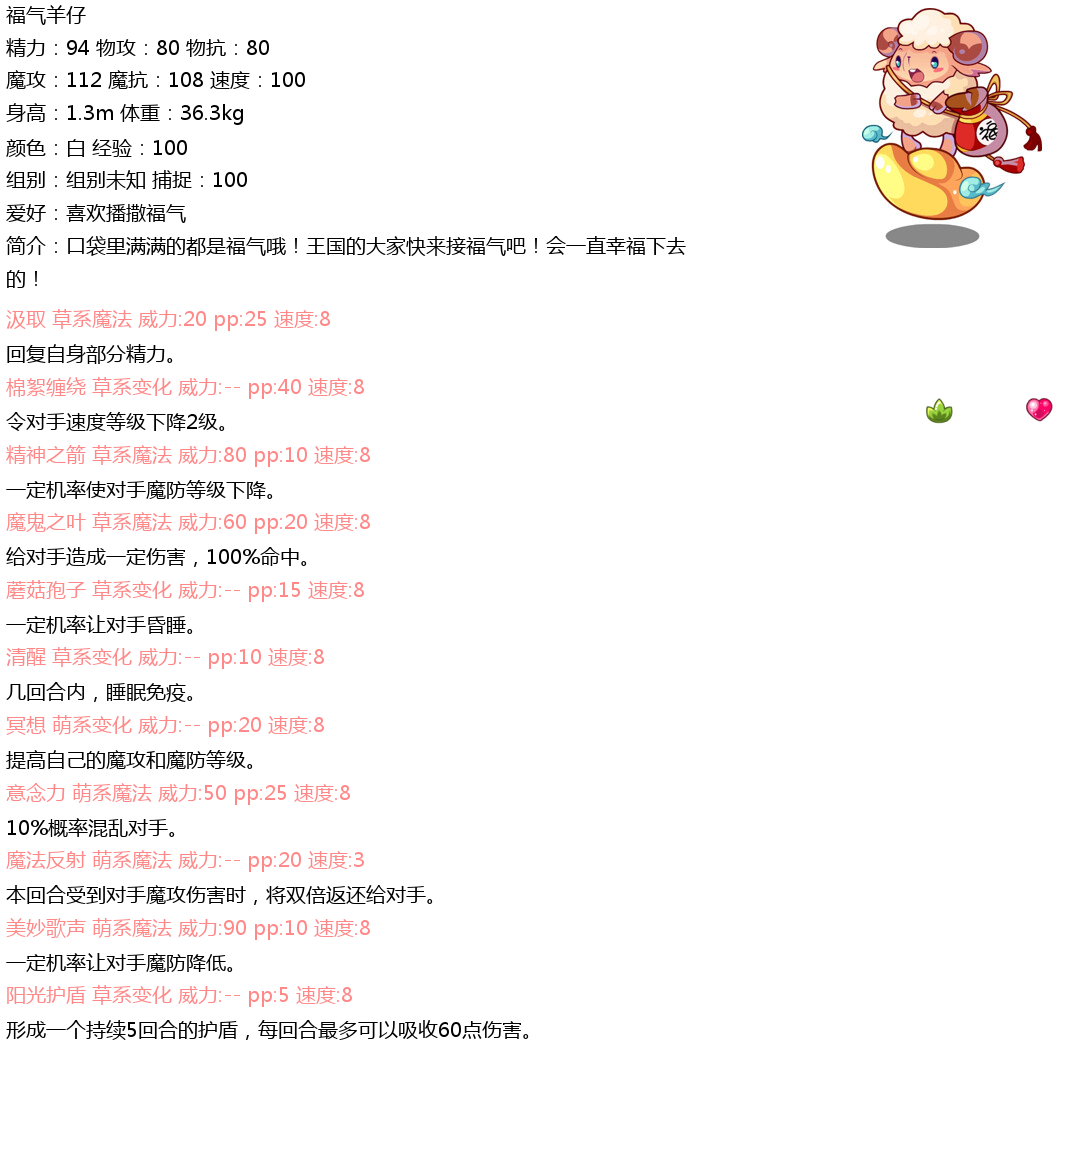 福气羊仔
精力：94 物攻：80 物抗：80
魔攻：112 魔抗：108 速度：100
身高：1.3m 体重：36.3kg
颜色：白 经验：100
组别：组别未知 捕捉：100
爱好：喜欢播撒福气
简介：口袋里满满的都是福气哦！王国的大家快来接福气吧！会一直幸福下去
的！
汲取 草系魔法 威力:20 pp:25 速度:8
回复自身部分精力。
棉絮缠绕 草系变化 威力:-- pp:40 速度:8
令对手速度等级下降2级。
精神之箭 草系魔法 威力:80 pp:10 速度:8
一定机率使对手魔防等级下降。
魔鬼之叶 草系魔法 威力:60 pp:20 速度:8
给对手造成一定伤害，100%命中。
蘑菇孢子 草系变化 威力:-- pp:15 速度:8
一定机率让对手昏睡。
清醒 草系变化 威力:-- pp:10 速度:8
几回合内，睡眠免疫。
冥想 萌系变化 威力:-- pp:20 速度:8
提高自己的魔攻和魔防等级。
意念力 萌系魔法 威力:50 pp:25 速度:8
10%概率混乱对手。
魔法反射 萌系魔法 威力:-- pp:20 速度:3
本回合受到对手魔攻伤害时，将双倍返还给对手。
美妙歌声 萌系魔法 威力:90 pp:10 速度:8
一定机率让对手魔防降低。
阳光护盾 草系变化 威力:-- pp:5 速度:8
形成一个持续5回合的护盾，每回合最多可以吸收60点伤害。